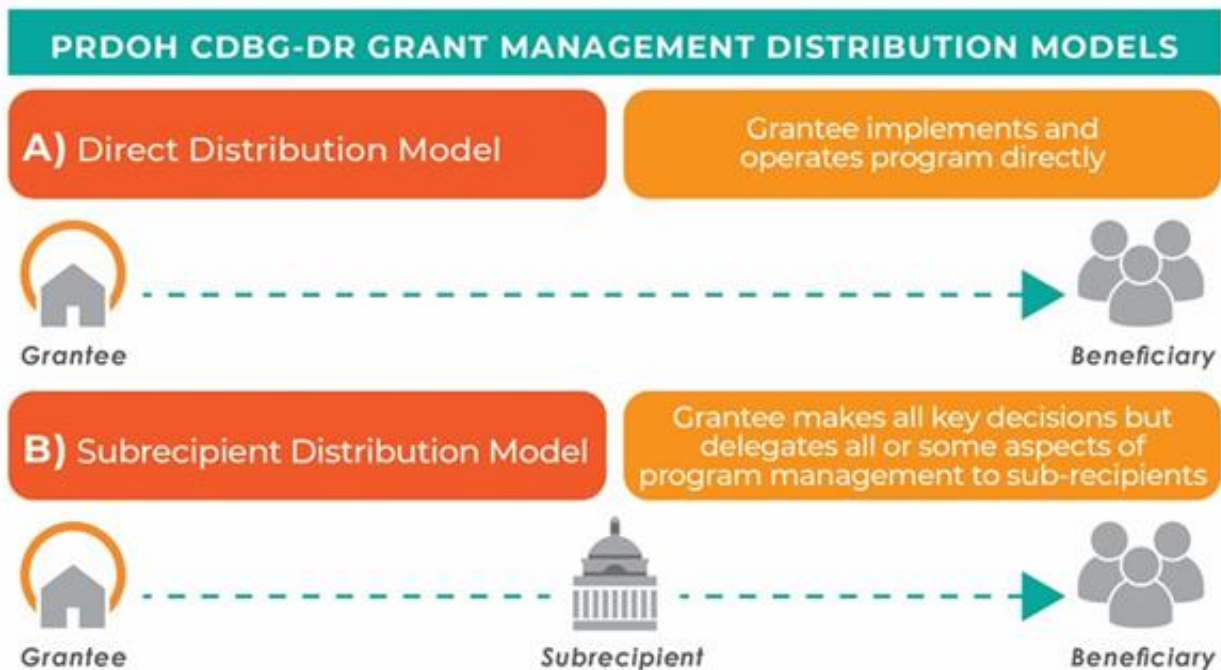 PRDOH CDBG-DR GRANT MANAGEMENT DISTRIBUTION MODELS
A) Direct Distribution Model
Grantee implements and
operates program directly
Grantee
Beneficiary
B) Subrecipient Distribution Model
Grantee makes all key decisions but
delegates all or some aspects of
program management to sub-recipients
Grantee
Subrecipient
Beneficiary